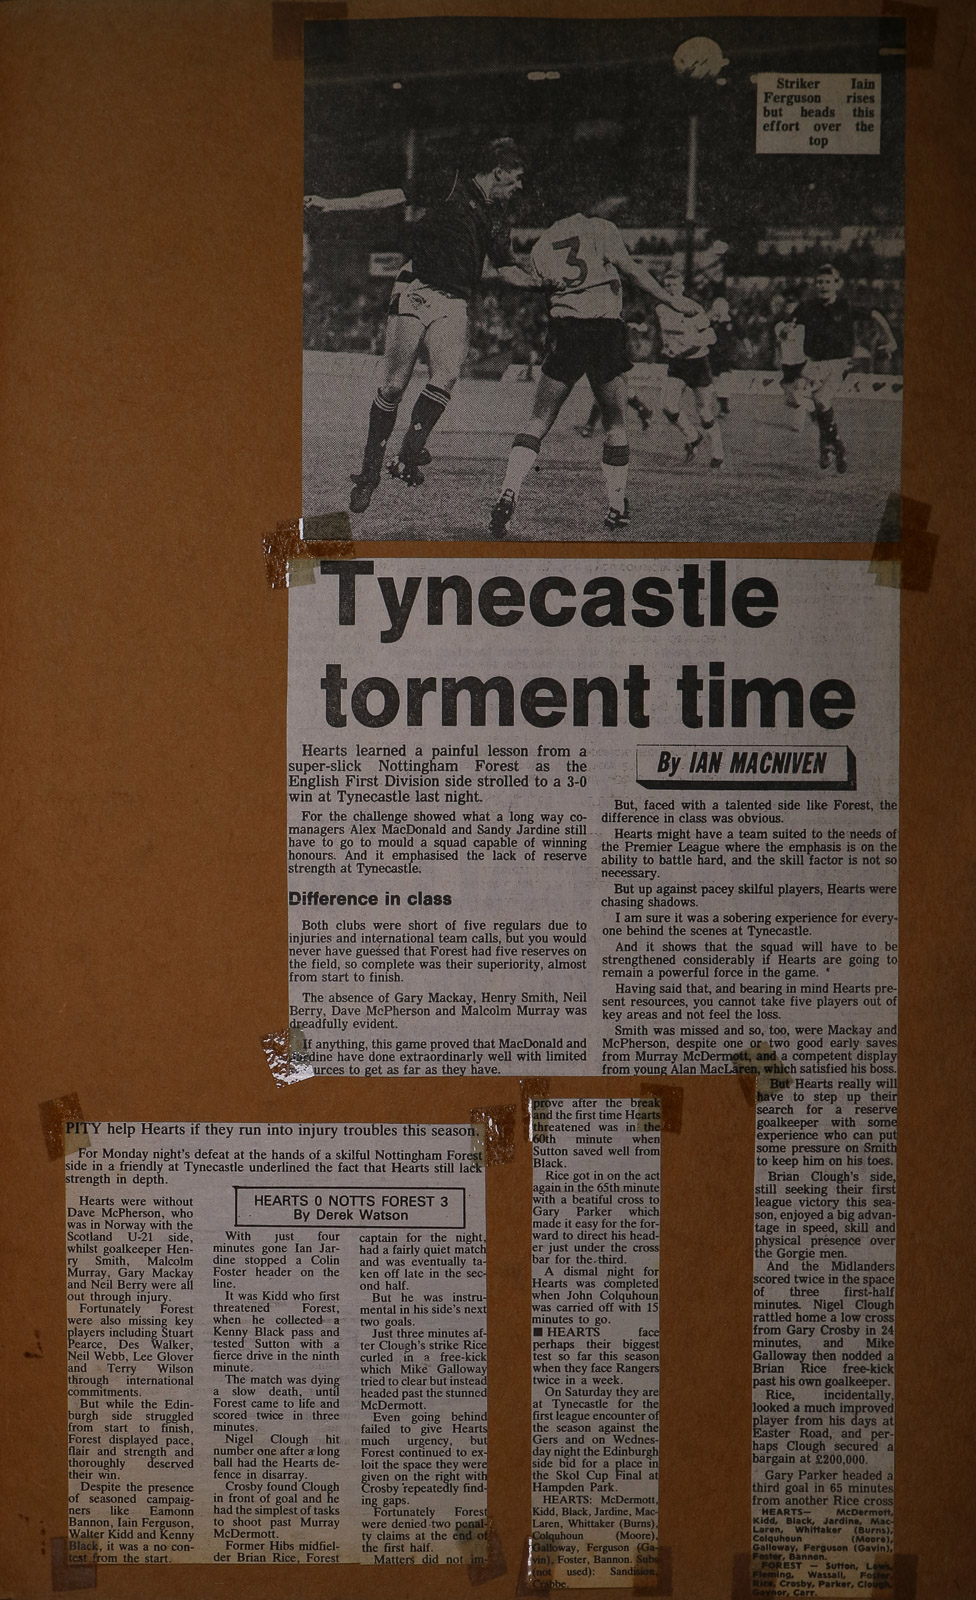 Striker Iain
Ferguson rises
but heads this
effort over the
top
3
Tynecastle
torment time
Hearts learned a painful lesson from a
super-slick Nottingham Forest as the
English First Division side strolled to a 3-0
win at Tynecastle last night.
For the challenge showed what a long way co-
managers Alex MacDonald and Sandy Jardine still
have to go to mould a squad capable of winning
honours. And it emphasised the lack of reserve
strength at Tynecastle.
Difference in class
Both clubs were short of five regulars due to
injuries and international team calls, but you would
never have guessed that Forest had five reserves on
the field, so complete was their superiority, almost
from start to finish.
The absence of Gary Mackay, Henry Smith, Neil
Berry, Dave McPherson and Malcolm Murray was
dreadfully evident.
If anything, this game proved that MacDonald and
Jardine have done extraordinarly well with limited
urces to get as far as they have.
By IAN MACNIVEN
But, faced with a talented side like Forest, the
difference in class was obvious.
Hearts might have a team suited to the needs of
the Premier League where the emphasis is on the
ability to battle hard, and the skill factor is not so
necessary.
But up against pacey skilful players, Hearts were
chasing shadows.
I am sure it was a sobering experience for every-
one behind the scenes at Tynecastle.
And it shows that the squad will have to be
strengthened considerably if Hearts are going to
remain a powerful force in the game.
Having said that, and bearing in mind Hearts pre-
sent resources, you cannot take five players out of
key areas and not feel the loss.
Smith was missed and so, too, were Mackay and
McPherson, despite one or two good early saves
from Murray McDermott, and a competent display
from young Alan MacLaren, which satisfied his boss.
But Hearts really will
have to step up their
search for a reserve
goalkeeper with some
experience who can put
some pressure on Smith
to keep him on his toes.
Brian Clough's side,
still seeking their first
league victory this sea-
son, enjoyed a big advan-
tage in speed, skill and
physical presence over
the Gorgie men.
And the Midlanders
scored twice in the space
of three first-half
minutes. Nigel Clough
rattled home a low cross
from Gary Crosby in 24
minutes, and Mike
Galloway then nodded a
Brian Rice free-kick
past his own goalkeeper.
Rice, incidentally,
looked a much improved
player from his days at
Easter Road, and per-
haps Clough secured a
bargain at £200,000.
Gary Parker headed a
third goal in 65 minutes
from another Rice cross
HEARTS— McDermott,
Kidd, Black, Jardine, Mac-
Laren, Whittaker (Burns),
Colquhoun (Moore),
Galloway, Ferguson (Gavin),
Foster, Bannon.
FOREST — Sutton, Laws,
Fleming, Wassall, Foster,
Rice, Crosby, Parker, Clough,
Gaynor, Carr.
PITY help Hearts if they run into injury troubles this season.
For Monday night's defeat at the hands of a skilful Nottingham Forest
side in a friendly at Tynecastle underlined the fact that Hearts still lack
strength in depth.
HEARTS 0 NOTTS FOREST 3
By Derek Watson
Hearts were without
Dave McPherson, who
was in Norway with the
Scotland U-21 side,
whilst goalkeeper Hen-
ry Smith, Malcolm
Murray, Gary Mackay
and Neil Berry were all
out through injury.
Fortunately Forest
were also missing key
players including Stuart
Pearce, Des Walker,
Neil Webb, Lee Glover
and Terry Wilson
through international
commitments.
But while the Edin-
burgh side struggled
from start to finish,
Forest displayed pace,
flair and strength and
thoroughly deserved
their win.
Despite the presence
of seasoned campaig-
ners like Eamonn
Bannon, Iain Ferguson,
Walter Kidd and Kenny
Black, it was a no con-
test from the start.
With just four
minutes gone Ian Jar-
dine stopped a Colin
Foster header on the
line.
It was Kidd who first
threatened Forest,
when he collected a
Kenny Black pass and
tested Sutton with a
fierce drive in the ninth
minute.
The match was dying
a slow death, until
Forest came to life and
scored twice in three
minutes.
Nigel Clough hit
number one after a long
ball had the Hearts de-
fence in disarray.
Crosby found Clough
in front of goal and he
had the simplest of tasks
to shoot past Murray
McDermott.
Former Hibs midfiel-
der Brian Rice, Forest
captain for the night,
had a fairly quiet match
and was eventually ta-
ken off late in the sec-
ond half.
But he was instru-
mental in his side's next
two goals.
Just three minutes af-
ter Clough's strike Rice
curled in a free-kick
which Mike Galloway
tried to clear but instead
headed past the stunned
McDermott.
Even going behind
failed to give Hearts
much urgency, but
Forest continued to ex-
loit the space they were
given on the right with
Crosby repeatedly find-
ing gaps.
Fortunately Forest
were denied two penal-
ty claims at the end of
the first half.
Matters did not im-
prove after the break
and the first time Hearts
threatened was in the
60th minute when
Sutton saved well from
Black.
Rice got in on the act
again in the 65th minute
with a beatiful cross to
Gary Parker which
made it easy for the for-
ward to direct his head-
er just under the cross
bar for the third.
A dismal night for
Hearts was completed
when John Colquhoun
was carried off with 15
minutes to go.
■ HEARTS face
perhaps their biggest
test so far this season
when they face Rangers
twice in a week.
On Saturday they are
at Tynecastle for the
first league encounter of
the season against the
Gers and on Wednes-
day night the Edinburgh
side bid for a place in
the Skol Cup Final at
Hampden Park.
HEARTS: McDermott,
Kidd, Black, Jardine, Mac-
Laren, Whittaker (Burns),
Colquhoun (Moore),
Galloway, Ferguson (Ga-
vin), Foster, Bannon. Subs
(not used): Sandison,
Crabbe.